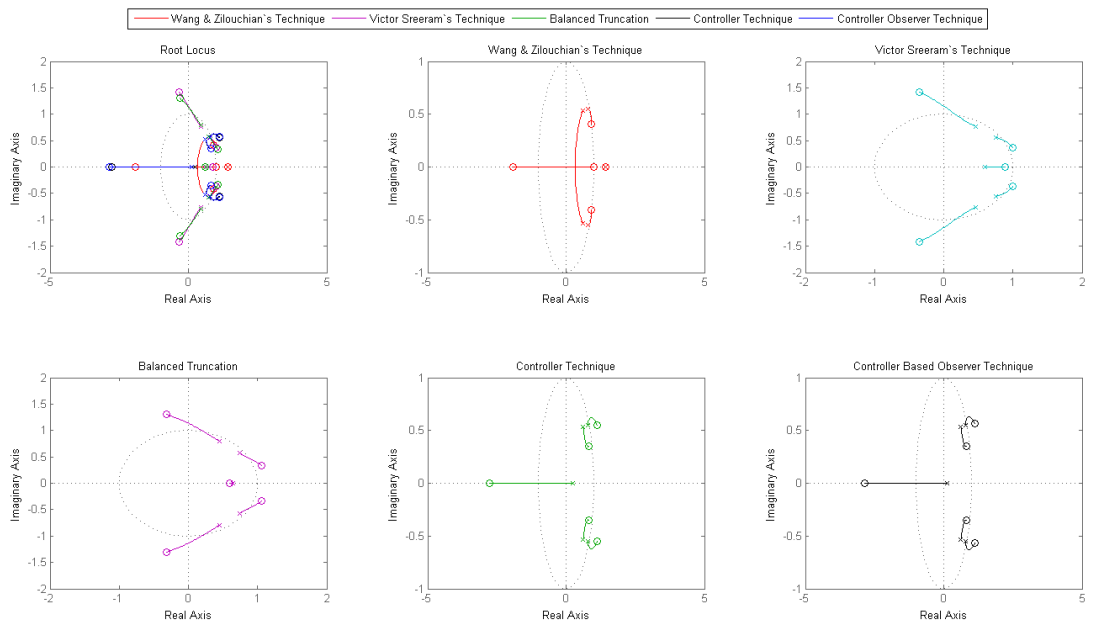 Wang & Zilouchian`s Technique Victor Sreeram`s Technique Balanced Truncation Controller Technique Controller Observer Technique
Root Locus
2
1.5
1
0.5
0
-0.5
-1
-1.5
-2
-5 0 5
Imaginary Axis
Real Axis
Wang & Zilouchian`s Technique
1
0.5
0
-0.5
-1
-5 0 5
Imaginary Axis
Real Axis
Victor Sreeram`s Technique
2
1.5
1
0.5
0
-0.5
-1
-1.5
-2
-2 -1 0 1 2
Imaginary Axis
Real Axis
Balanced Truncation
2
1.5
1
0.5
0
-0.5
-1
-1.5
-2
-2 -1 0 1 2
Imaginary Axis
Real Axis
Controller Technique
1
0.5
0
-0.5
-1
-5 0 5
Imaginary Axis
Real Axis
Controller Based Observer Technique
1
0.5
0
-0.5
-1
-5 0 5
Imaginary Axis
Real Axis